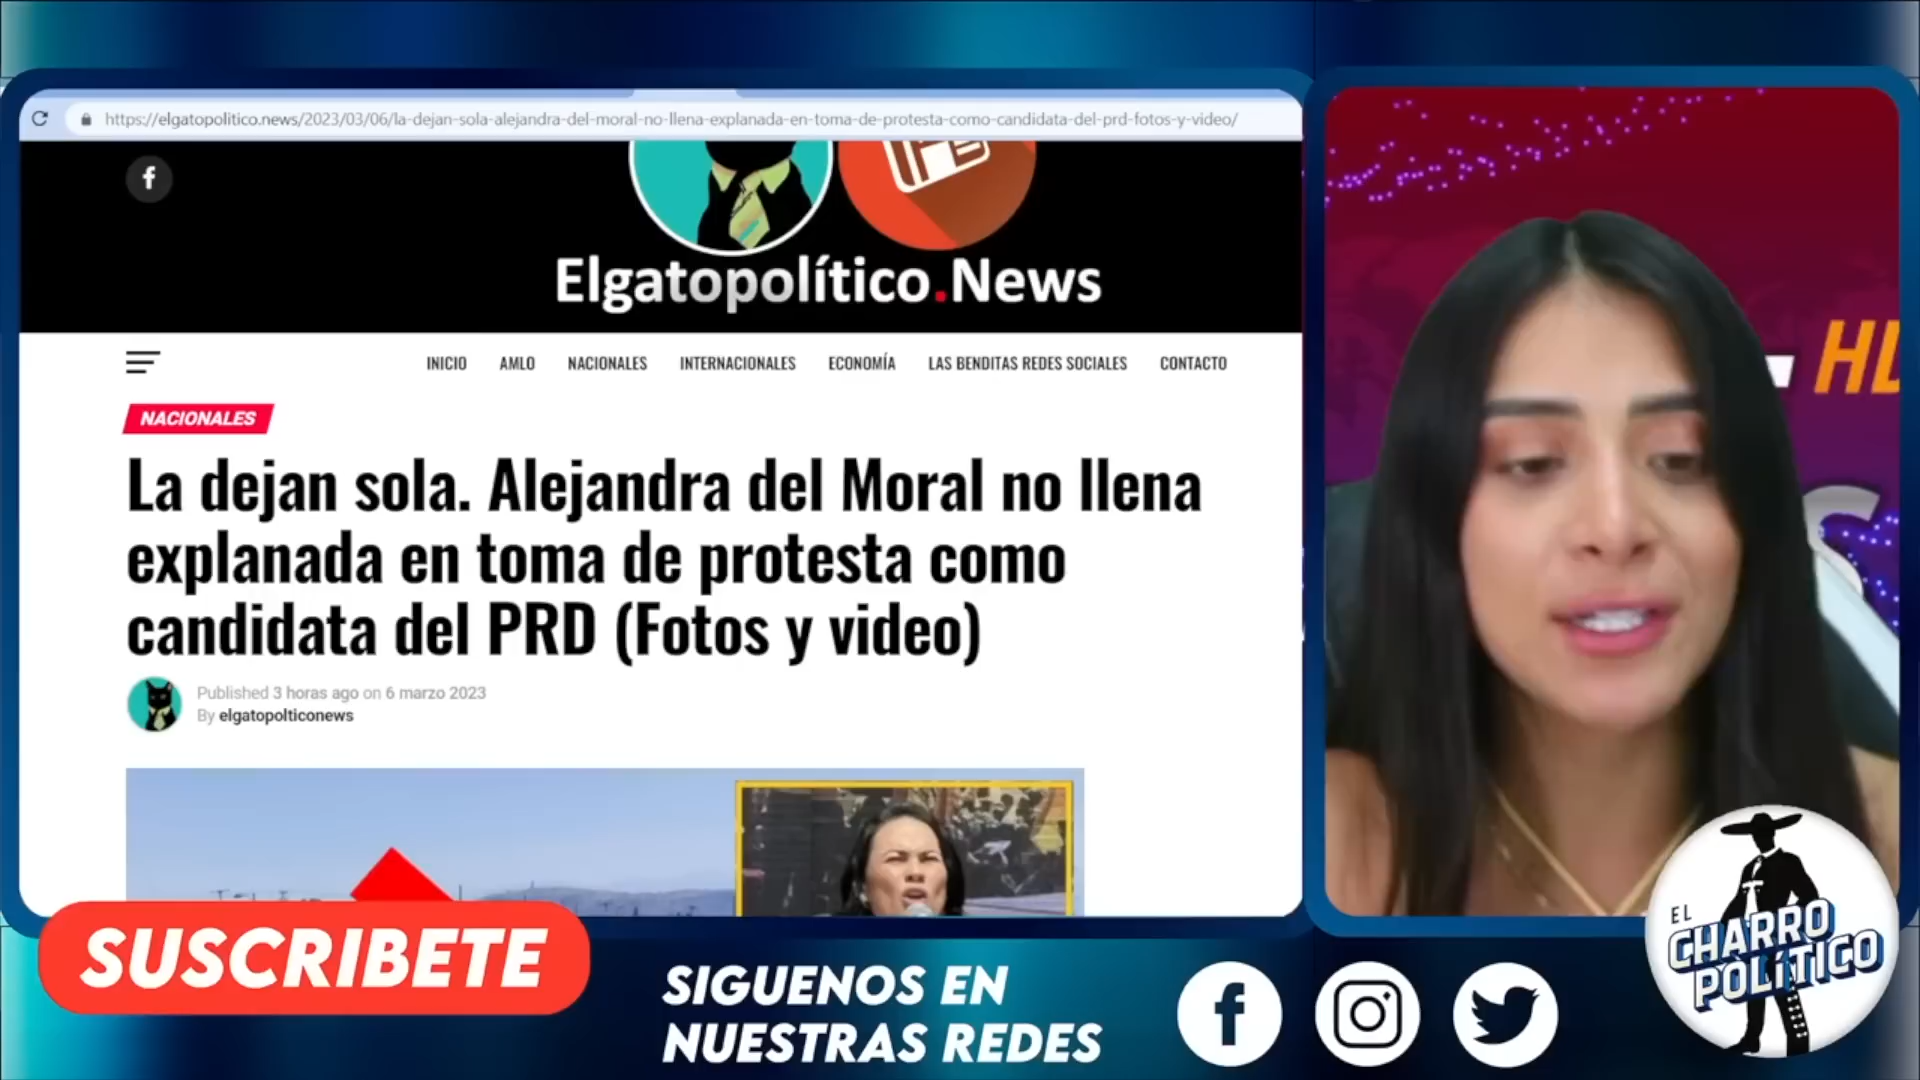 https://elgatopolitico.news/2023/03/06/la-dejan-sola-alejandra-del-moral-no-llena-explanada-en-toma-de-protesta-como-candidata-del-prd-fotos-y-video/
Elgatopolítico.News
INICIO AMLO NACIONALES INTERNACIONALES ECONOMÍA LAS BENDITAS REDES SOCIALES CONTACTO
NACIONALES
La dejan sola. Alejandra del Moral no llena
explanada en toma de protesta como
candidata del PRD (Fotos y video)
Published 3 horas ago on 6 marzo 2023
By elgatopolticonews
SUSCRIBETE
SIGUENOS EN
NUESTRAS REDES
EL
CHARRO
POLÍTICO